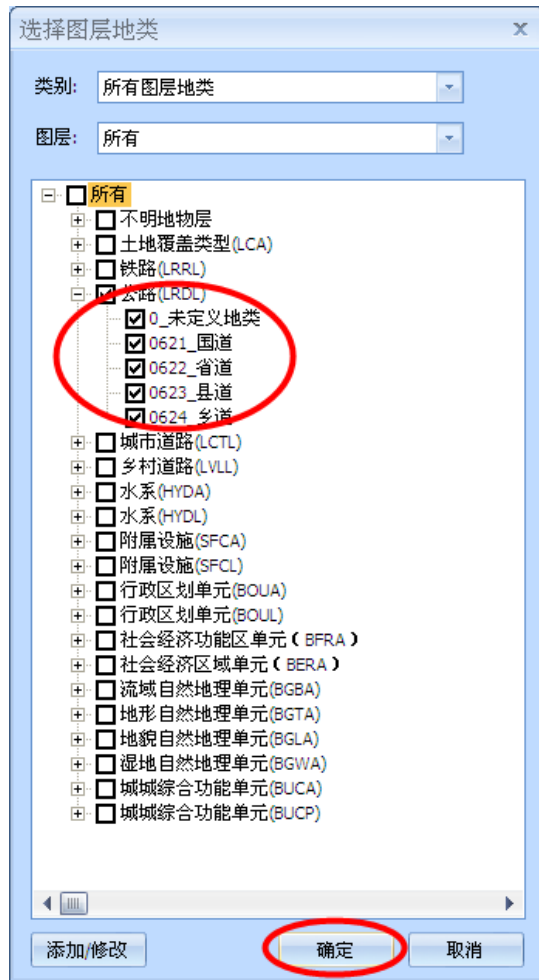 选择图层地类
类别: 所有图层地类
图层: 所有
所有
不明地物层
土地覆盖类型(LCA)
铁路(LRRL)
公路(LRDL)
0_未定义地类
0621_国道
0622_省道
0623_县道
0624_乡道
城市道路(LCTL)
乡村道路(LVLL)
水系(HYDA)
水系(HYDL)
附属设施(SFCA)
附属设施(SFCL)
行政区划单元(BOUA)
行政区划单元(BOUL)
社会经济功能区单元（BFRA）
社会经济区域单元（BERA）
流域自然地理单元(BGBA)
地形自然地理单元(BGTA)
地貌自然地理单元(BGLA)
湿地自然地理单元(BGWA)
城城综合功能单元(BUCA)
城城综合功能单元(BUCP)
添加/修改 确定 取消